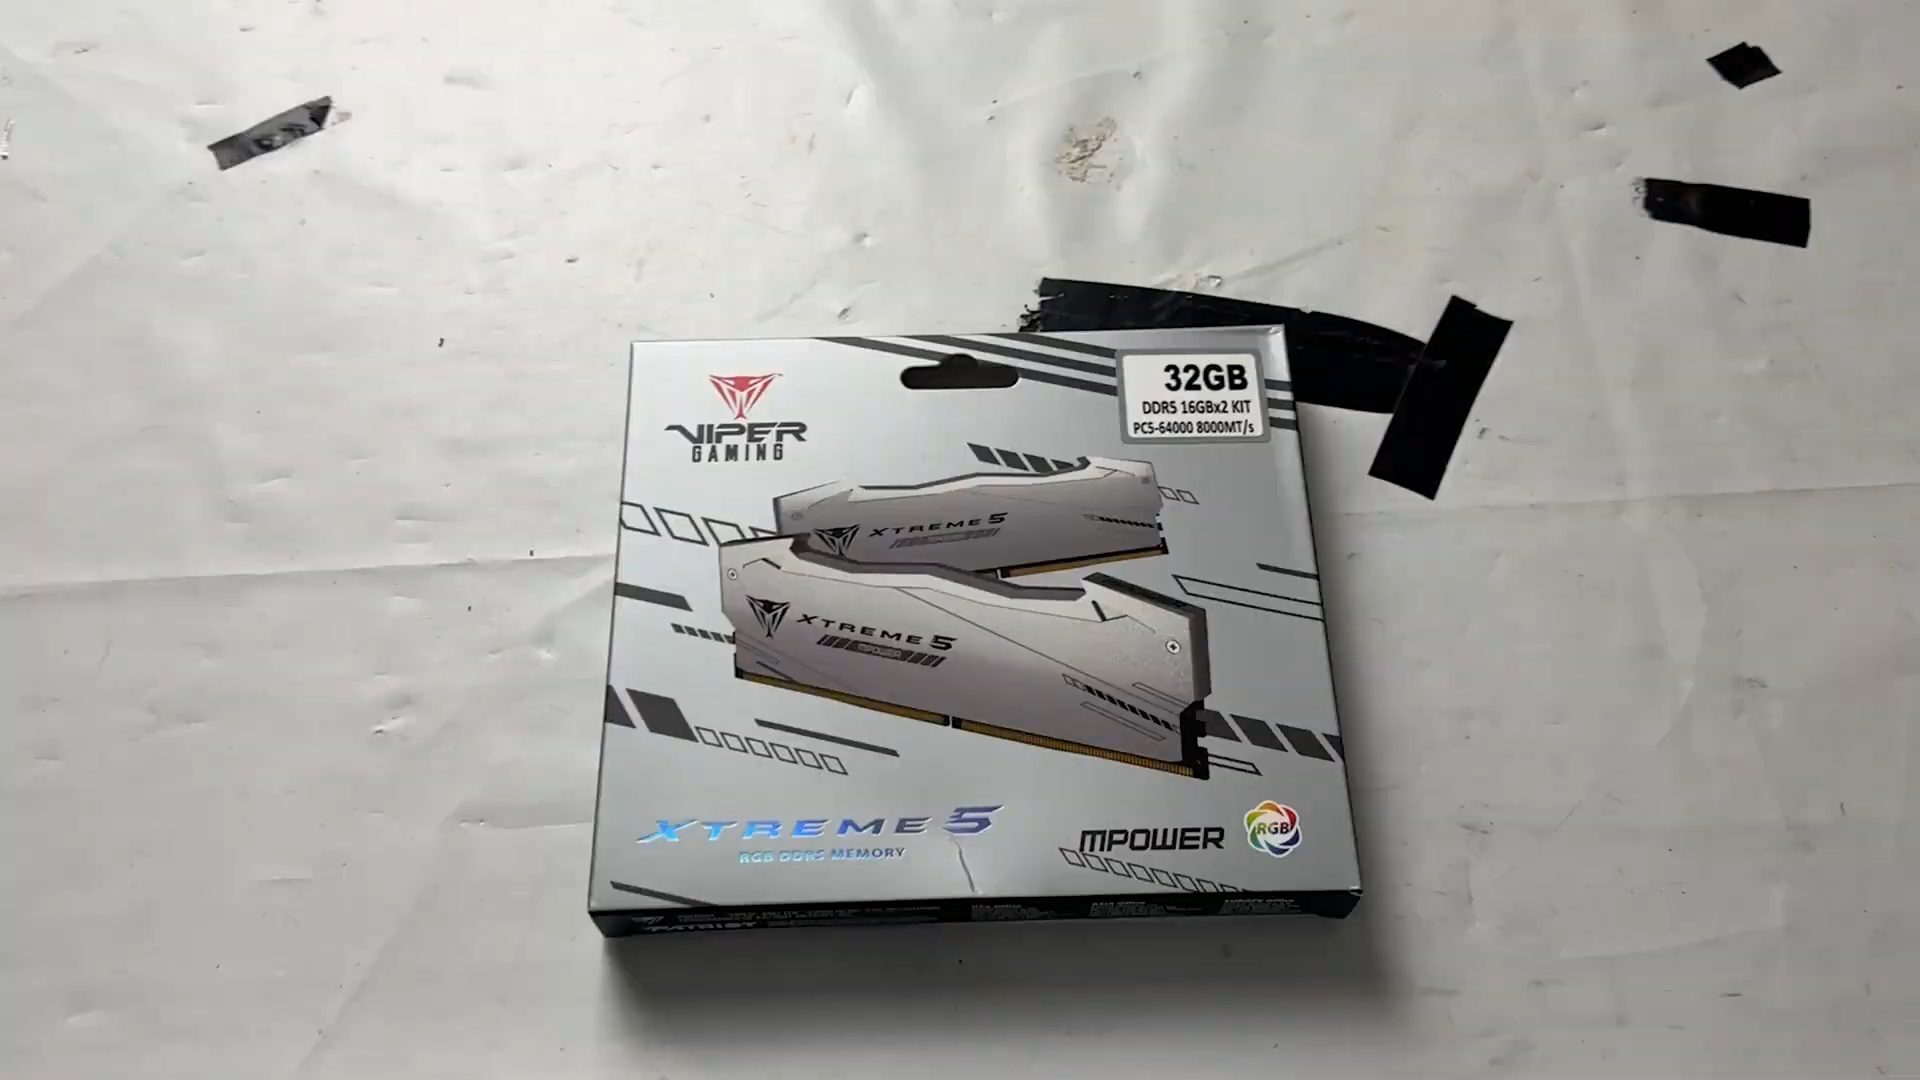 VIPER
GAMING
32GB
DDR5 16GBx2 KIT
PC5-64000 8000MT/s
XTREME 5
XTREME 5
MPOWER
XTREME 5
RGB DDR5 MEMORY
MPOWER
RGB
PATRIOT